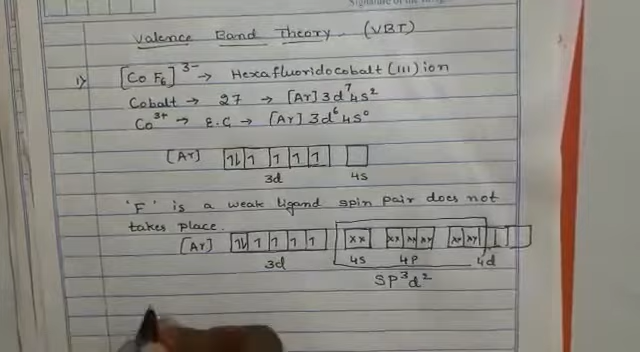 Valence Band Theory. (VBT)
1) [CoF₆]³⁻ → Hexafluoridocobalt (III) ion
Cobalt → 27 → [Ar] 3d⁷ 4s²
Co³⁺ → E.C → [Ar] 3d⁶ 4s⁰
[Ar] 1L 1 1 1 1
3d 4s
'F' is a weak ligand spin pair does not
takes place.
[Ar] 1L 1 1 1 1 xx xx xx xx xx xx
3d 4s 4p 4d
sp³d²